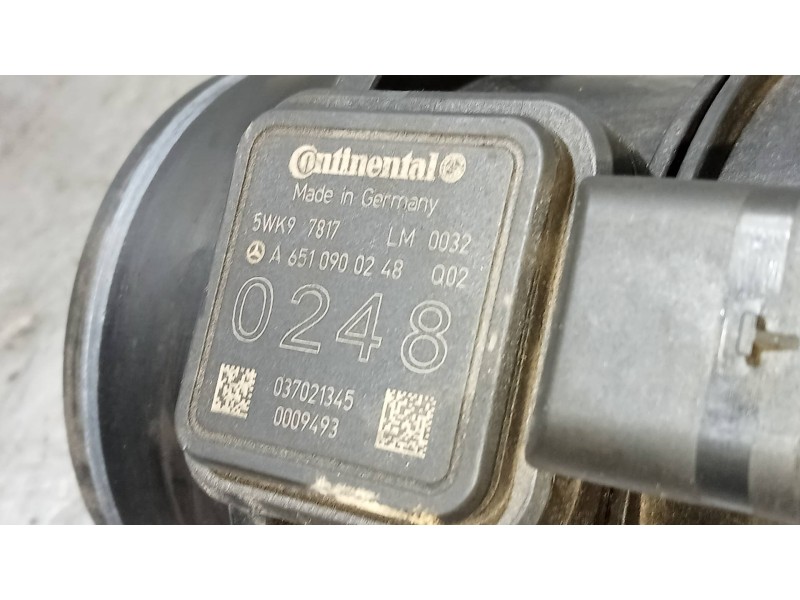 Continental
Made in Germany
5WK9 7817 LM 0032
A 651 090 02 48 Q02
0248
037021345
0009493